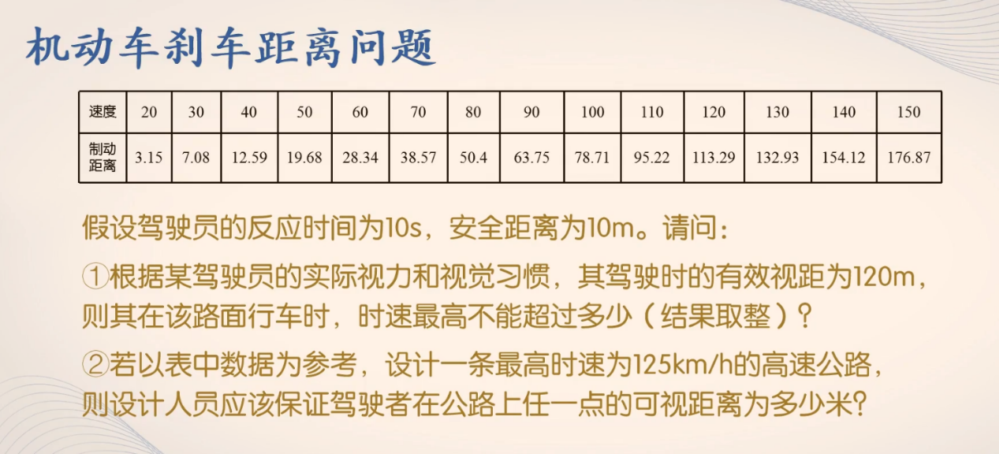 机动车刹车距离问题
速度 20 30 40 50 60 70 80 90 100 110 120 130 140 150
制动距离 3.15 7.08 12.59 19.68 28.34 38.57 50.4 63.75 78.71 95.22 113.29 132.93 154.12 176.87
假设驾驶员的反应时间为10s，安全距离为10m。请问：
①根据某驾驶员的实际视力和视觉习惯，其驾驶时的有效视距为120m，
则其在该路面行车时，时速最高不能超过多少（结果取整）？
②若以表中数据为参考，设计一条最高时速为125km/h的高速公路，
则设计人员应该保证驾驶者在公路上任一点的可视距离为多少米？